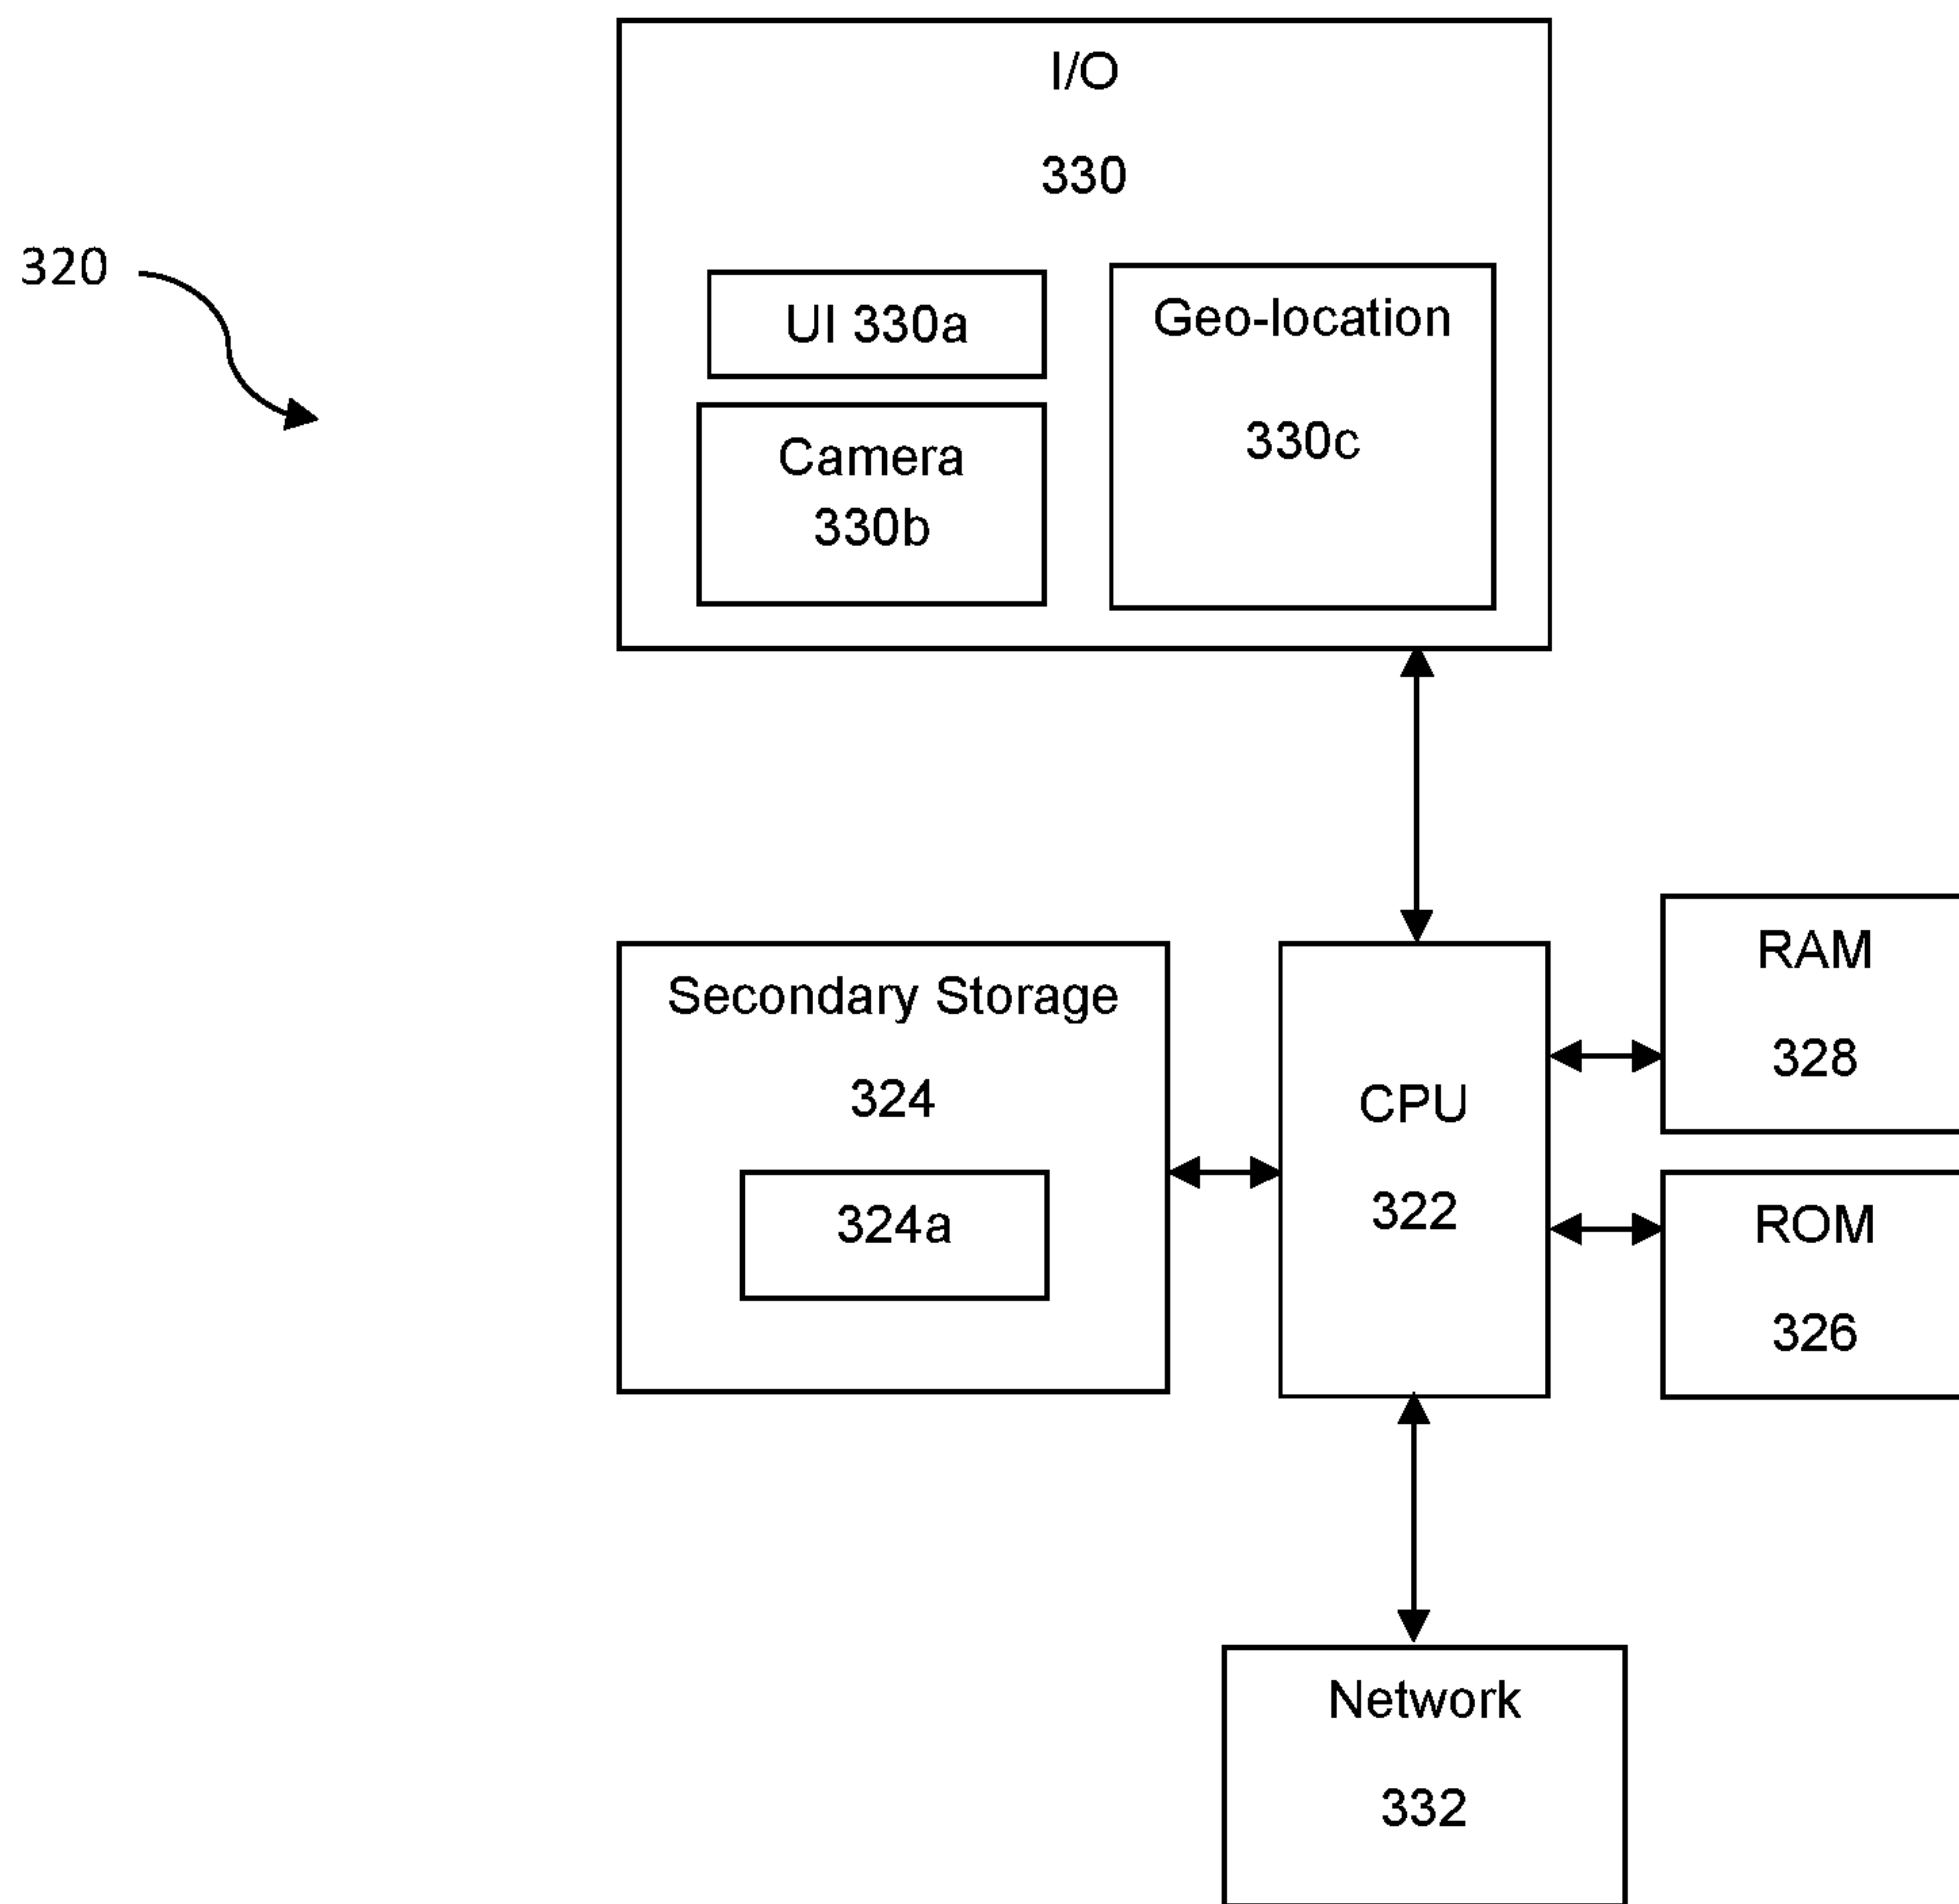 I/O
330
320
UI 330a
Geo-location
330c
Camera
330b
Secondary Storage
324
324a
CPU
322
RAM
328
ROM
326
Network
332